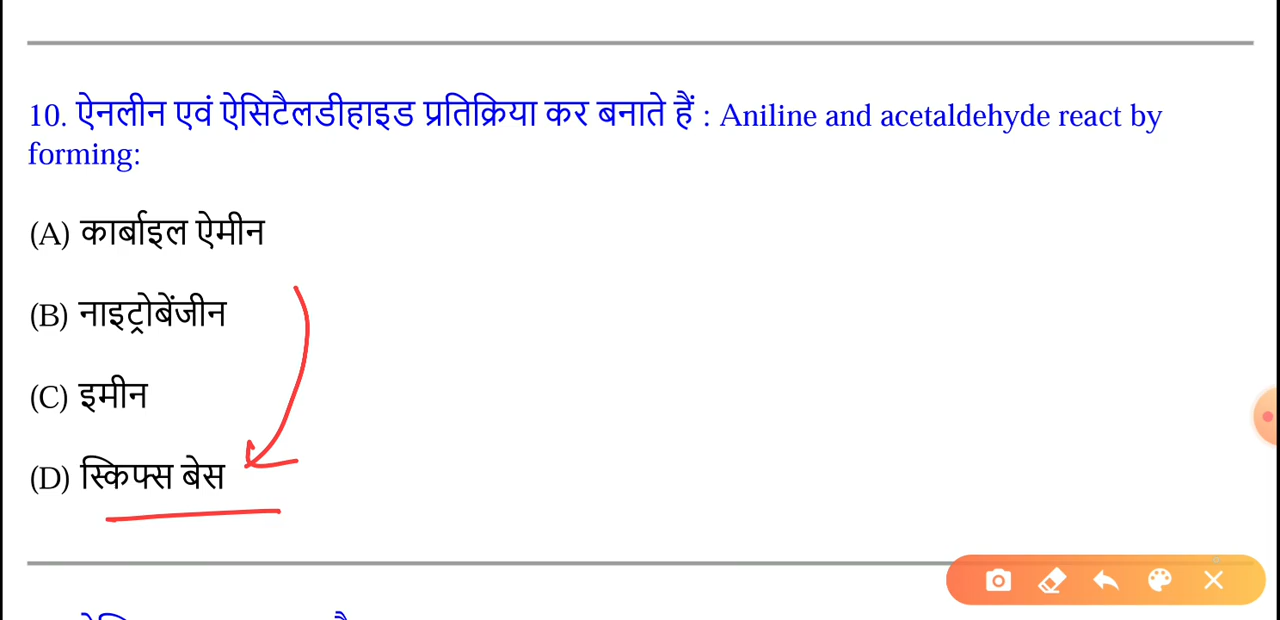 10. ऐनलीन एवं ऐसिटैलडीहाइड प्रतिक्रिया कर बनाते हैं : Aniline and acetaldehyde react by
forming:
(A) कार्बाइल ऐमीन
(B) नाइट्रोबेंजीन
(C) इमीन
(D) स्किफ्स बेस